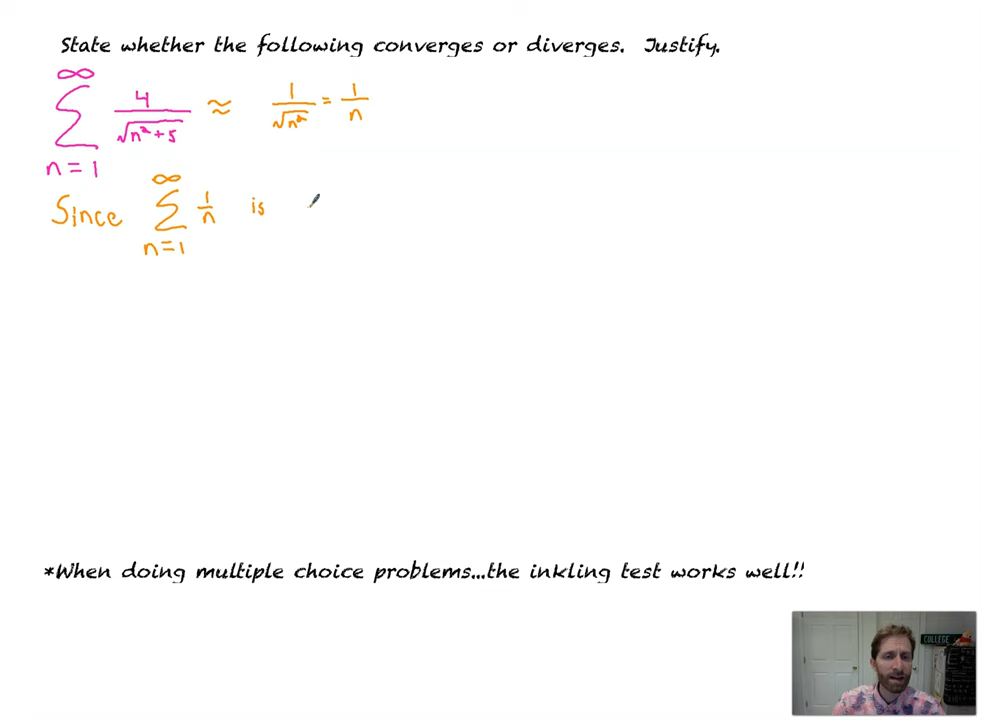 State whether the following converges or diverges. Justify.
∞
∑ 4/√(n²+5) ≈ 1/√n² = 1/n
n = 1
∞
Since ∑ 1/n is
n=1
*When doing multiple choice problems...the inkling test works well!!
COLLEGE